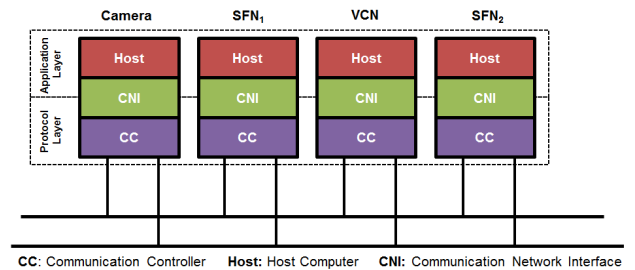 Camera SFN₁ VCN SFN₂
Application Layer
Host Host Host Host
CNI CNI CNI CNI
Protocol Layer
CC CC CC CC
CC: Communication Controller Host: Host Computer CNI: Communication Network Interface